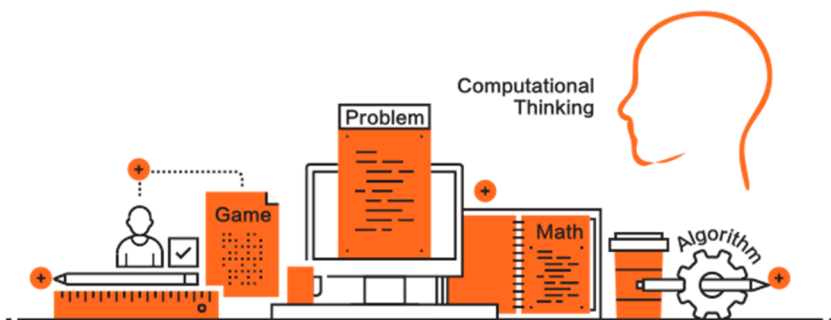 Computational
Thinking
Problem
Game
Math
Algorithm